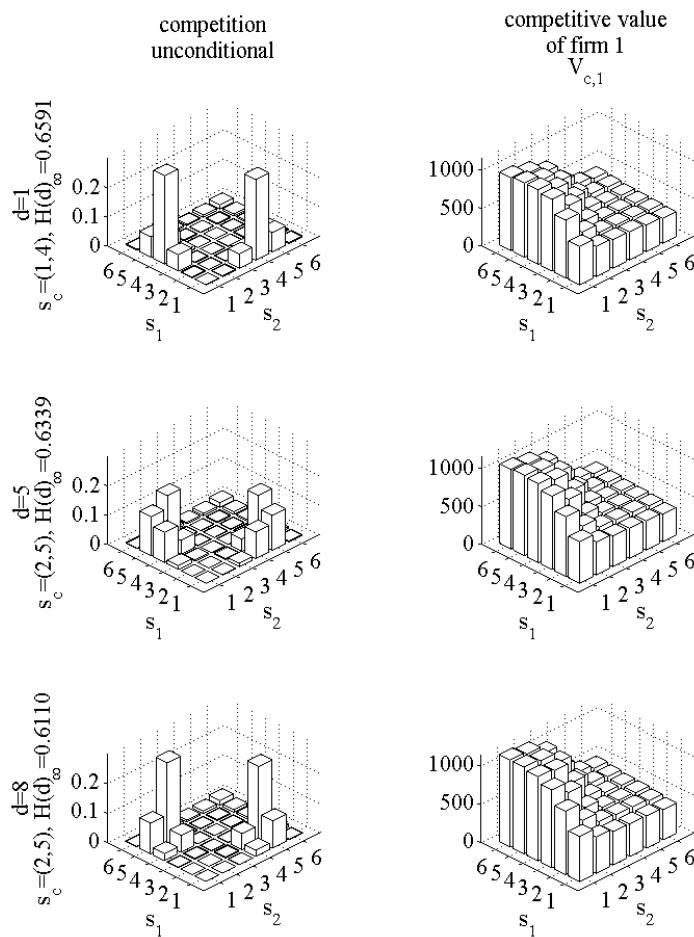 competition
unconditional
competitive value
of firm 1
V_{c,1}
d=1
s_c=(1,4), H(d)_∞=0.6591
0.2
0.1
0
6 5 4 3 2 1
s_1
1 2 3 4 5 6
s_2
1000
500
0
6 5 4 3 2 1
s_1
1 2 3 4 5 6
s_2
d=5
s_c=(2,5), H(d)_∞=0.6339
0.2
0.1
0
6 5 4 3 2 1
s_1
1 2 3 4 5 6
s_2
1000
500
0
6 5 4 3 2 1
s_1
1 2 3 4 5 6
s_2
d=8
s_c=(2,5), H(d)_∞=0.6110
0.2
0.1
0
6 5 4 3 2 1
s_1
1 2 3 4 5 6
s_2
1000
500
0
6 5 4 3 2 1
s_1
1 2 3 4 5 6
s_2